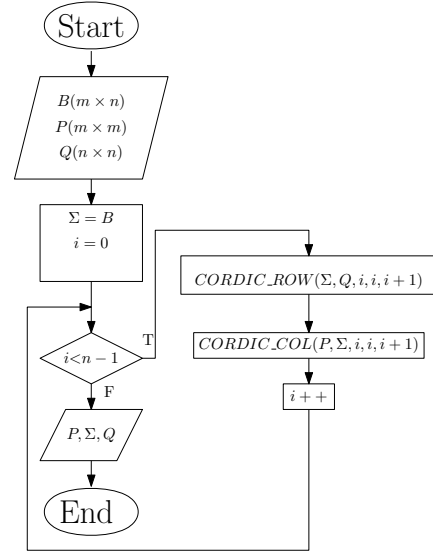 Start
B(m × n)
P(m × m)
Q(n × n)
Σ = B
i = 0
i<n − 1
T
F
P, Σ, Q
End
CORDIC_ROW(Σ, Q, i, i, i + 1)
CORDIC_COL(P, Σ, i, i, i + 1)
i + +